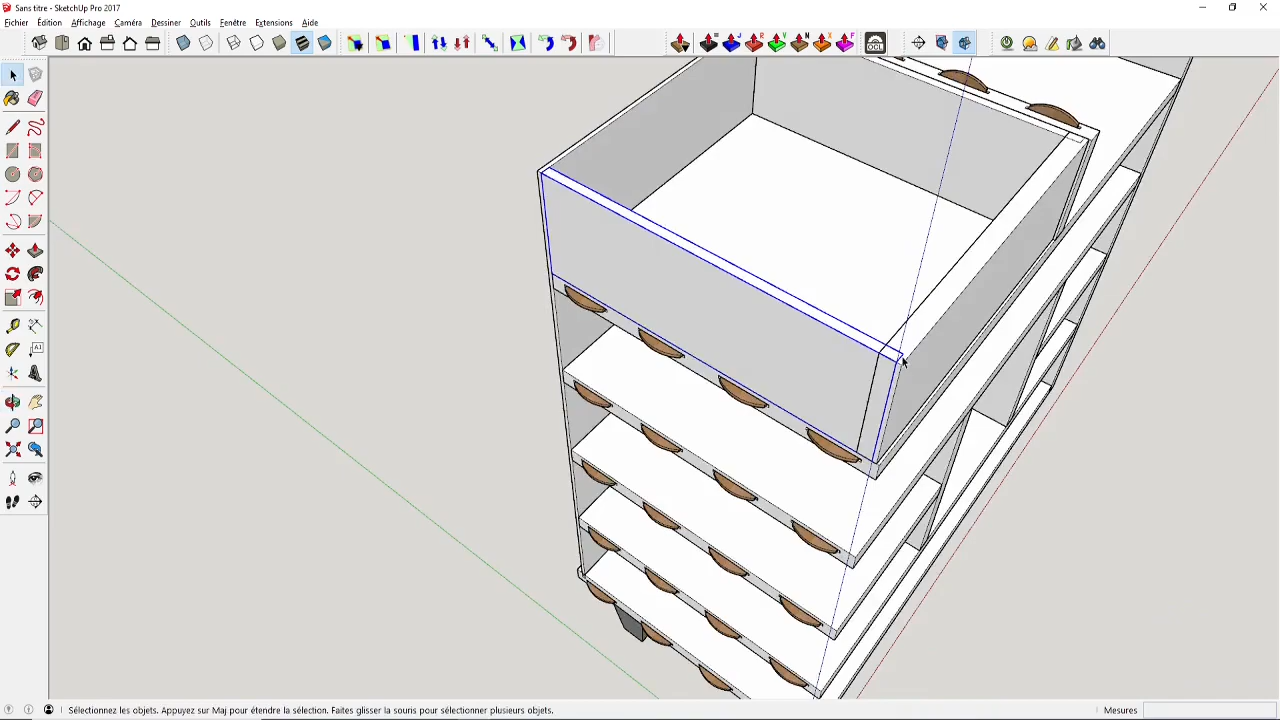 Sans titre - SketchUp Pro 2017
Fichier Édition Affichage Caméra Dessiner Outils Fenêtre Extensions Aide
OCL
Sélectionnez les objets. Appuyez sur Maj pour étendre la sélection. Faites glisser la souris pour sélectionner plusieurs objets.
Mesures